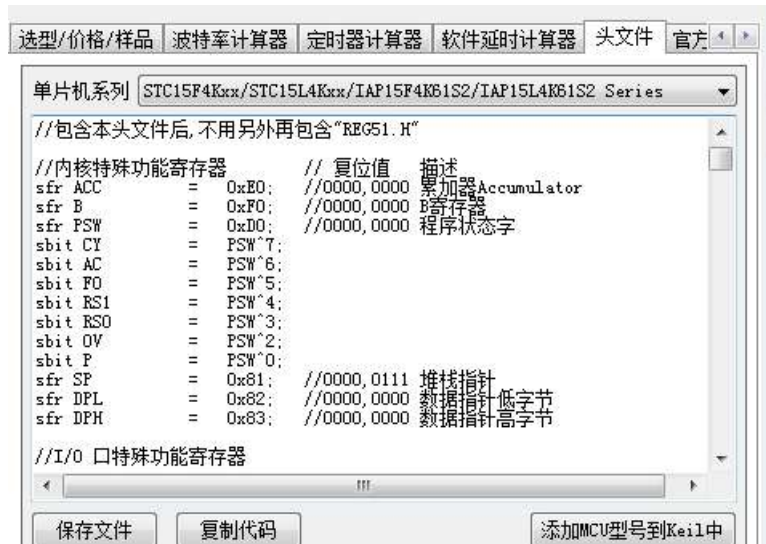 选型/价格/样品 波特率计算器 定时器计算器 软件延时计算器 头文件 官方
单片机系列 STC15F4Kxx/STC15L4Kxx/IAP15F4K61S2/IAP15L4K61S2 Series
//包含本头文件后,不用另外再包含"REG51.H"
//内核特殊功能寄存器 // 复位值 描述
sfr ACC = 0xE0; //0000,0000 累加器Accumulator
sfr B = 0xF0; //0000,0000 B寄存器
sfr PSW = 0xD0; //0000,0000 程序状态字
sbit CY = PSW^7;
sbit AC = PSW^6;
sbit F0 = PSW^5;
sbit RS1 = PSW^4;
sbit RS0 = PSW^3;
sbit OV = PSW^2;
sbit P = PSW^0;
sfr SP = 0x81; //0000,0111 堆栈指针
sfr DPL = 0x82; //0000,0000 数据指针低字节
sfr DPH = 0x83; //0000,0000 数据指针高字节
//I/O 口特殊功能寄存器
保存文件 复制代码 添加MCU型号到Keil中